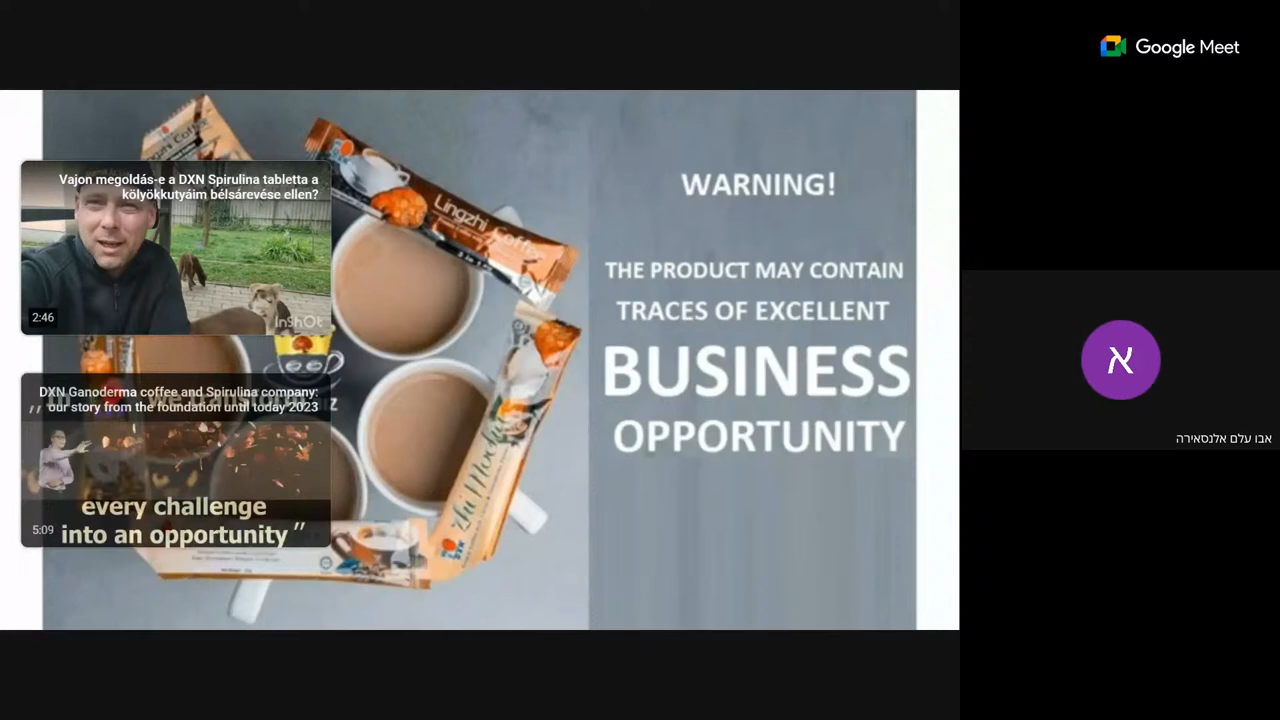 Google Meet
WARNING!
THE PRODUCT MAY CONTAIN
TRACES OF EXCELLENT
BUSINESS
OPPORTUNITY
Lingzhi Coffee
Vajon megoldás-e a DXN Spirulina tabletta a
kölyökkutyáim bélsárevése ellen?
2:46
InShOt
DXN Ganoderma coffee and Spirulina company:
our story from the foundation until today 2023
every challenge
into an opportunity ”
5:09
DXN
א
אבו עלם אלנסאירה